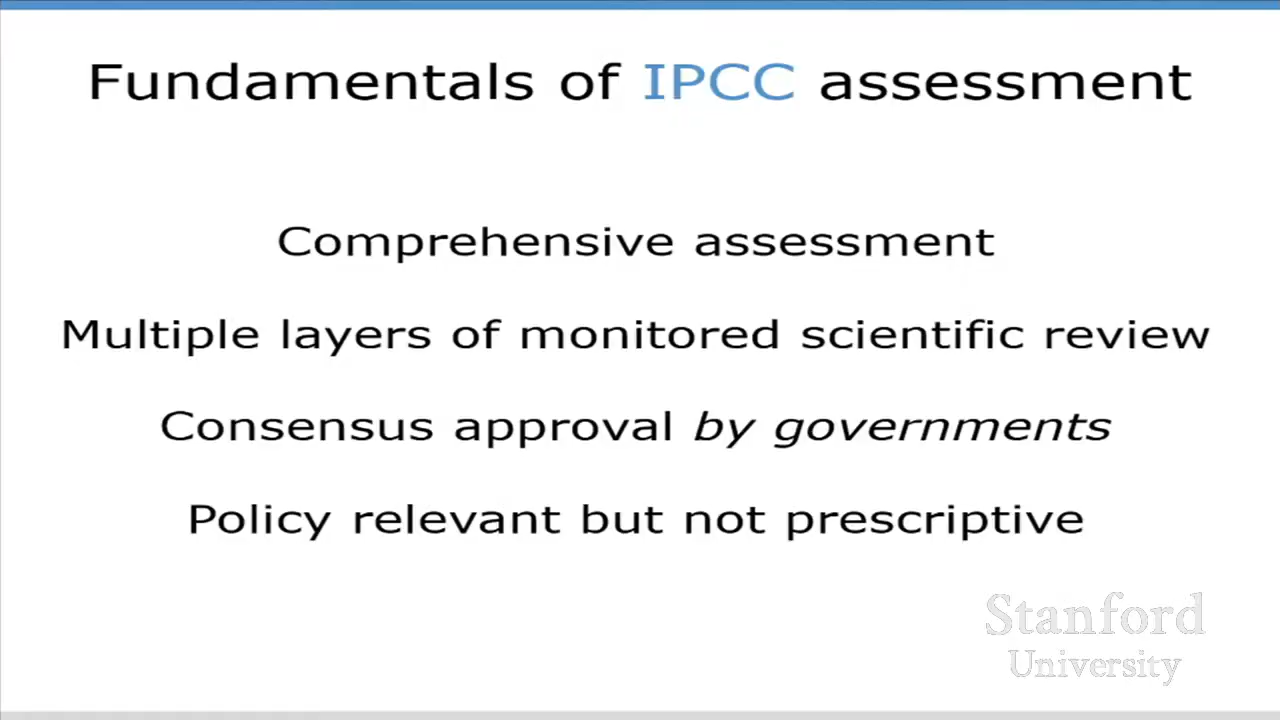 Fundamentals of IPCC assessment
Comprehensive assessment
Multiple layers of monitored scientific review
Consensus approval by governments
Policy relevant but not prescriptive
Stanford
University